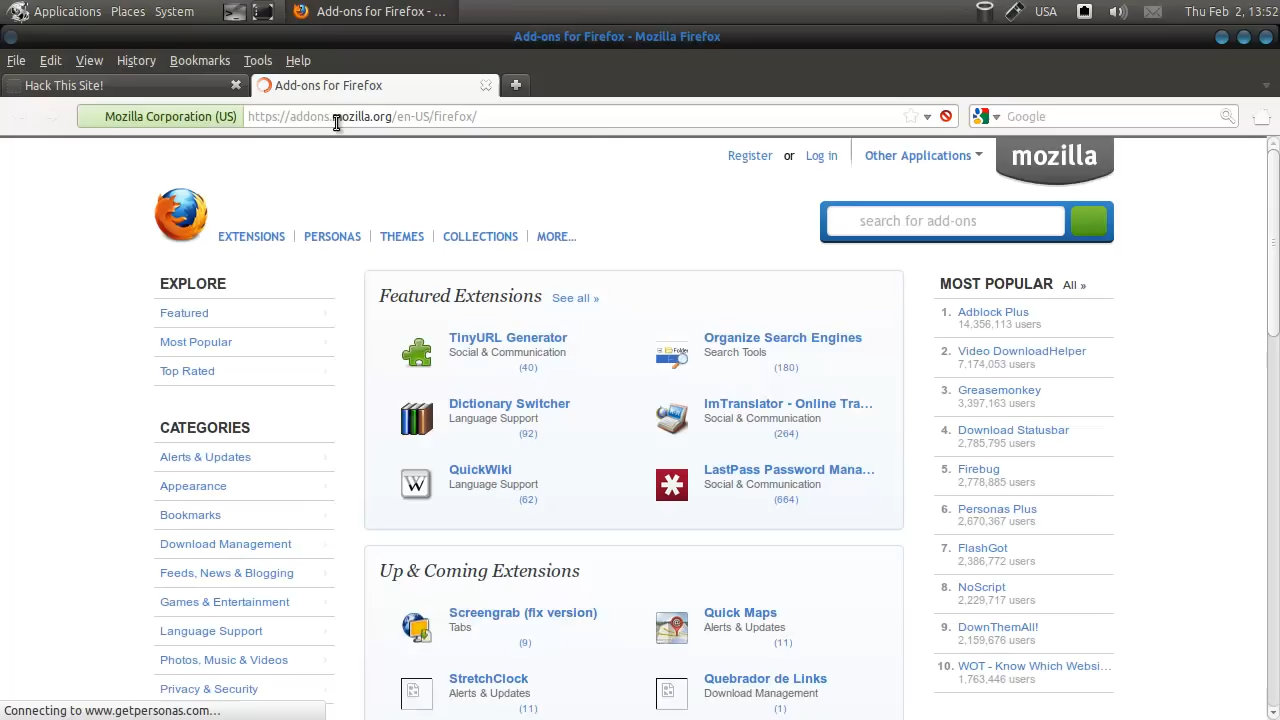 Applications Places System Add-ons for Firefox - ... USA Thu Feb 2, 13:52
Add-ons for Firefox - Mozilla Firefox
File Edit View History Bookmarks Tools Help
Hack This Site! Add-ons for Firefox
Mozilla Corporation (US) https://addons.mozilla.org/en-US/firefox/ Google
Register or Log in Other Applications mozilla
search for add-ons
EXTENSIONS PERSONAS THEMES COLLECTIONS MORE...
EXPLORE
Featured
Most Popular
Top Rated
CATEGORIES
Alerts & Updates
Appearance
Bookmarks
Download Management
Feeds, News & Blogging
Games & Entertainment
Language Support
Photos, Music & Videos
Privacy & Security
Featured Extensions See all »
TinyURL Generator
Social & Communication
(40)
Organize Search Engines
Search Tools
(180)
Dictionary Switcher
Language Support
(92)
ImTranslator - Online Tra...
Social & Communication
(264)
W
QuickWiki
Language Support
(62)
LastPass Password Mana...
Social & Communication
(664)
Up & Coming Extensions
Screengrab (fix version)
Tabs
(9)
Quick Maps
Alerts & Updates
(11)
StretchClock
Alerts & Updates
(11)
Quebrador de Links
Download Management
(1)
MOST POPULAR All »
1. Adblock Plus
14,356,113 users
2. Video DownloadHelper
7,174,053 users
3. Greasemonkey
3,397,163 users
4. Download Statusbar
2,785,795 users
5. Firebug
2,778,885 users
6. Personas Plus
2,670,367 users
7. FlashGot
2,386,772 users
8. NoScript
2,229,717 users
9. DownThemAll!
2,159,676 users
10. WOT - Know Which Websi...
1,763,446 users
Connecting to www.getpersonas.com...